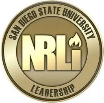 SAN DIEGO STATE UNIVERSITY
NRLi
LEADERSHIP